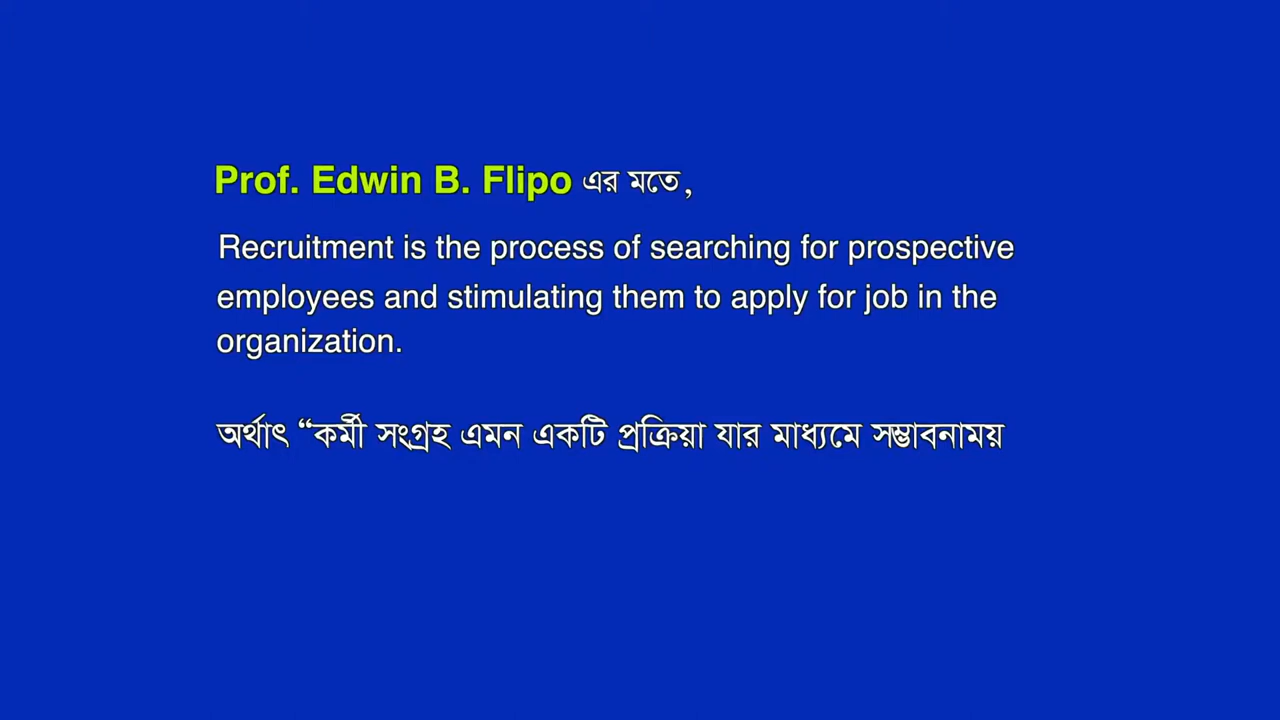 Prof. Edwin B. Flipo এর মতে,
Recruitment is the process of searching for prospective
employees and stimulating them to apply for job in the
organization.
অর্থাৎ “কর্মী সংগ্রহ এমন একটি প্রক্রিয়া যার মাধ্যমে সম্ভাবনাময়